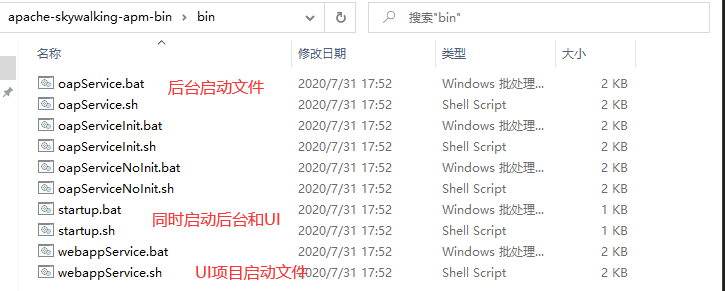 apache-skywalking-apm-bin › bin
搜索"bin"
名称 修改日期 类型 大小
oapService.bat 后台启动文件 2020/7/31 17:52 Windows 批处理... 2 KB
oapService.sh 2020/7/31 17:52 Shell Script 2 KB
oapServiceInit.bat 2020/7/31 17:52 Windows 批处理... 2 KB
oapServiceInit.sh 2020/7/31 17:52 Shell Script 2 KB
oapServiceNoInit.bat 2020/7/31 17:52 Windows 批处理... 2 KB
oapServiceNoInit.sh 2020/7/31 17:52 Shell Script 2 KB
startup.bat 同时启动后台和UI 2020/7/31 17:52 Windows 批处理... 1 KB
startup.sh 2020/7/31 17:52 Shell Script 1 KB
webappService.bat 2020/7/31 17:52 Windows 批处理... 2 KB
webappService.sh UI项目启动文件 2020/7/31 17:52 Shell Script 2 KB